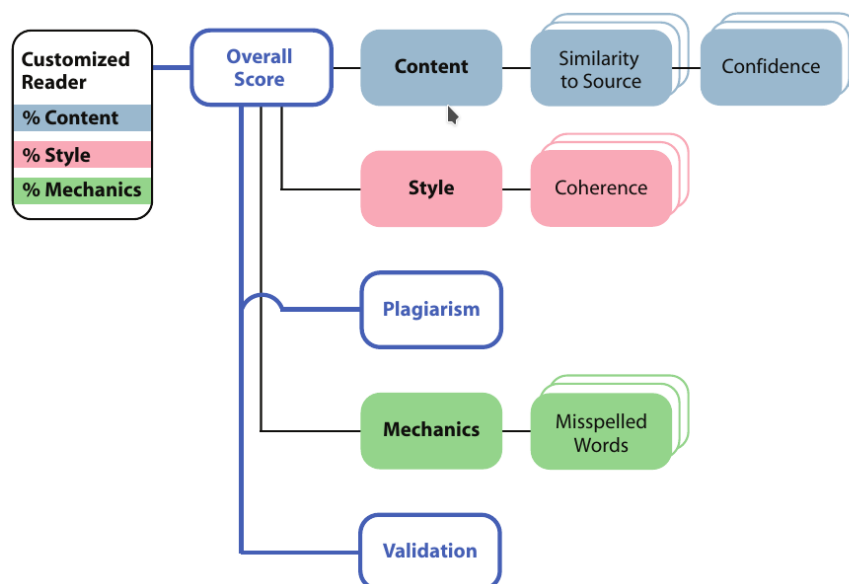 Customized
Reader
% Content
% Style
% Mechanics
Overall
Score
Content
Similarity
to Source
Confidence
Style
Coherence
Plagiarism
Mechanics
Misspelled
Words
Validation